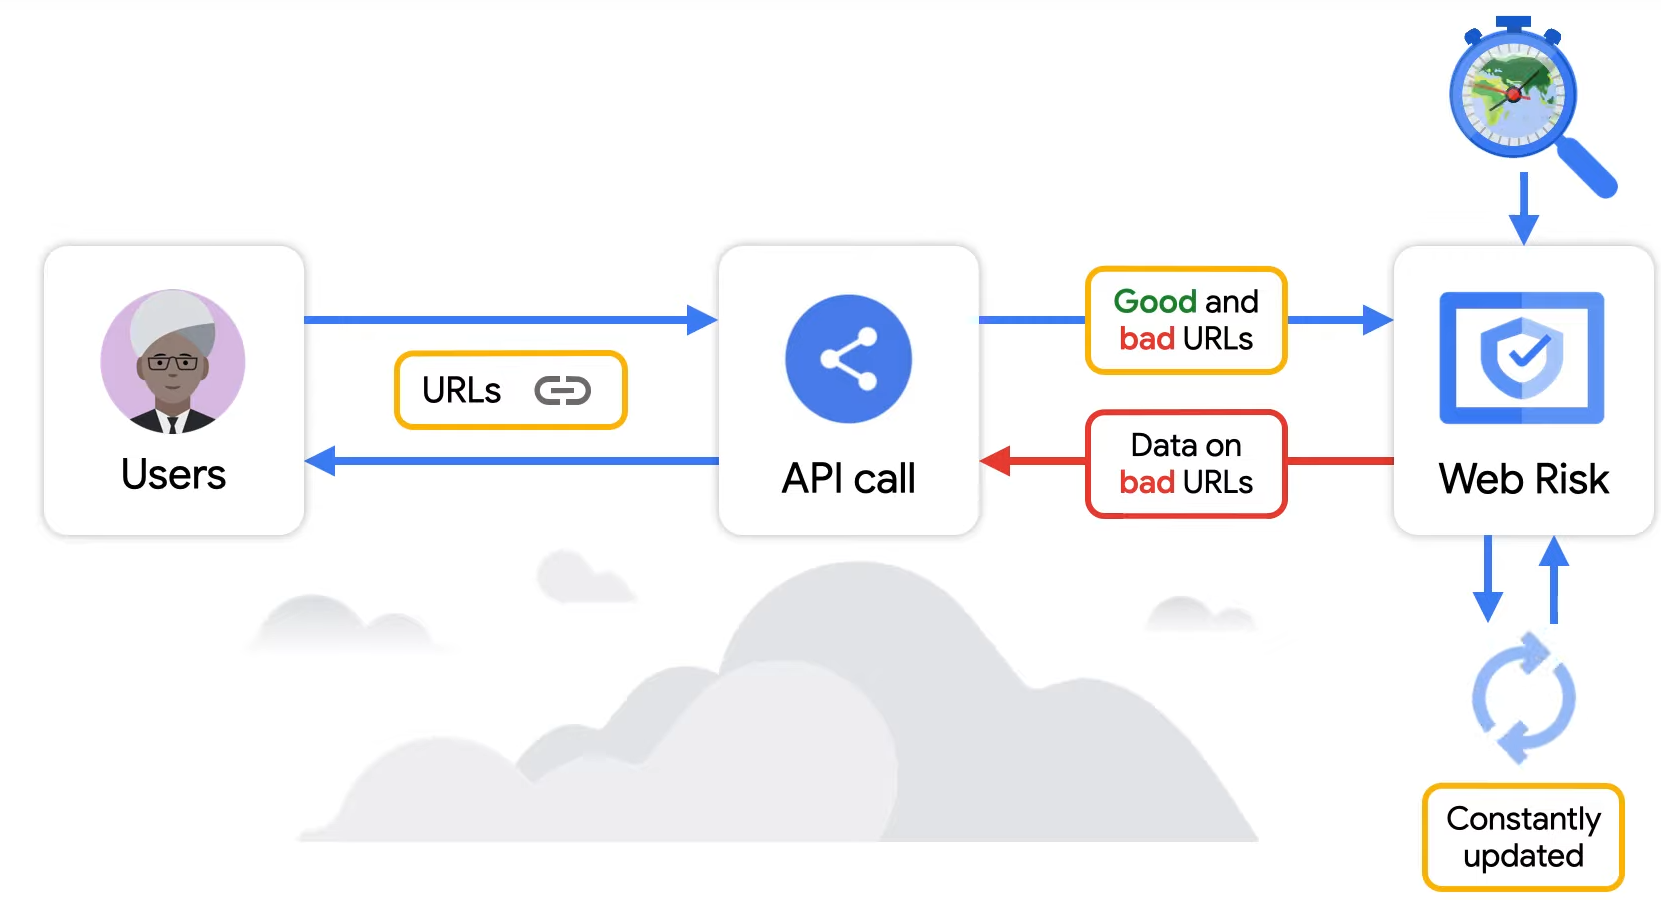 Users
URLs
API call
Good and
bad URLs
Data on
bad URLs
Web Risk
Constantly
updated